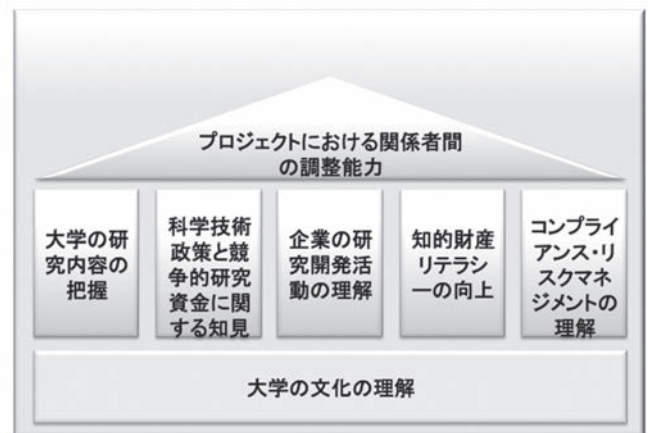 プロジェクトにおける関係者間
の調整能力
大学の研
究内容の
把握
科学技術
政策と競
争的研究
資金に関
する知見
企業の研
究開発活
動の理解
知的財産
リテラシ
ーの向上
コンプライ
アンス・リ
スクマネ
ジメントの
理解
大学の文化の理解